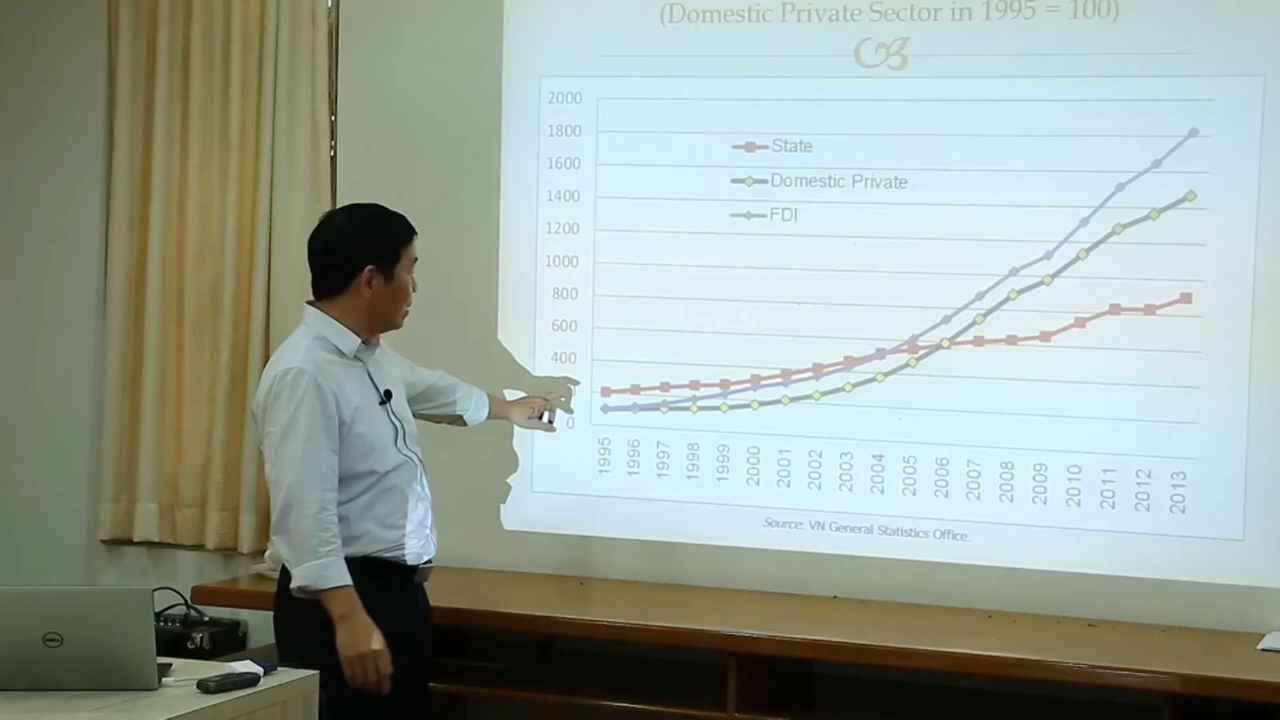 (Domestic Private Sector in 1995 = 100)
2000
1800
1600
1400
1200
1000
800
600
400
0
State
Domestic Private
FDI
1995 1996 1997 1998 1999 2000 2001 2002 2003 2004 2005 2006 2007 2008 2009 2010 2011 2012 2013
Source: VN General Statistics Office.
DELL